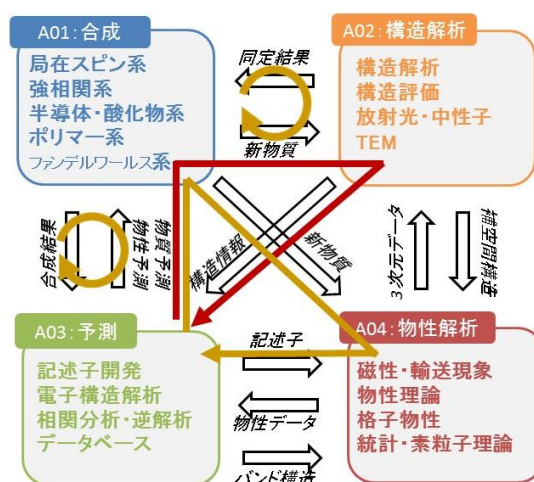 A01:合成
局在スピン系
強相関系
半導体・酸化物系
ポリマー系
ファンデルワールス系
同定結果
新物質
A02:構造解析
構造解析
構造評価
放射光・中性子
TEM
合成結果
物性予測
物質予測
構造情報
新物質
3次元データ
準空間構造
A03:予測
記述子開発
電子構造解析
相関分析・逆解析
データベース
記述子
物性データ
バンド構造
A04:物性解析
磁性・輸送現象
物性理論
格子物性
統計・素粒子理論